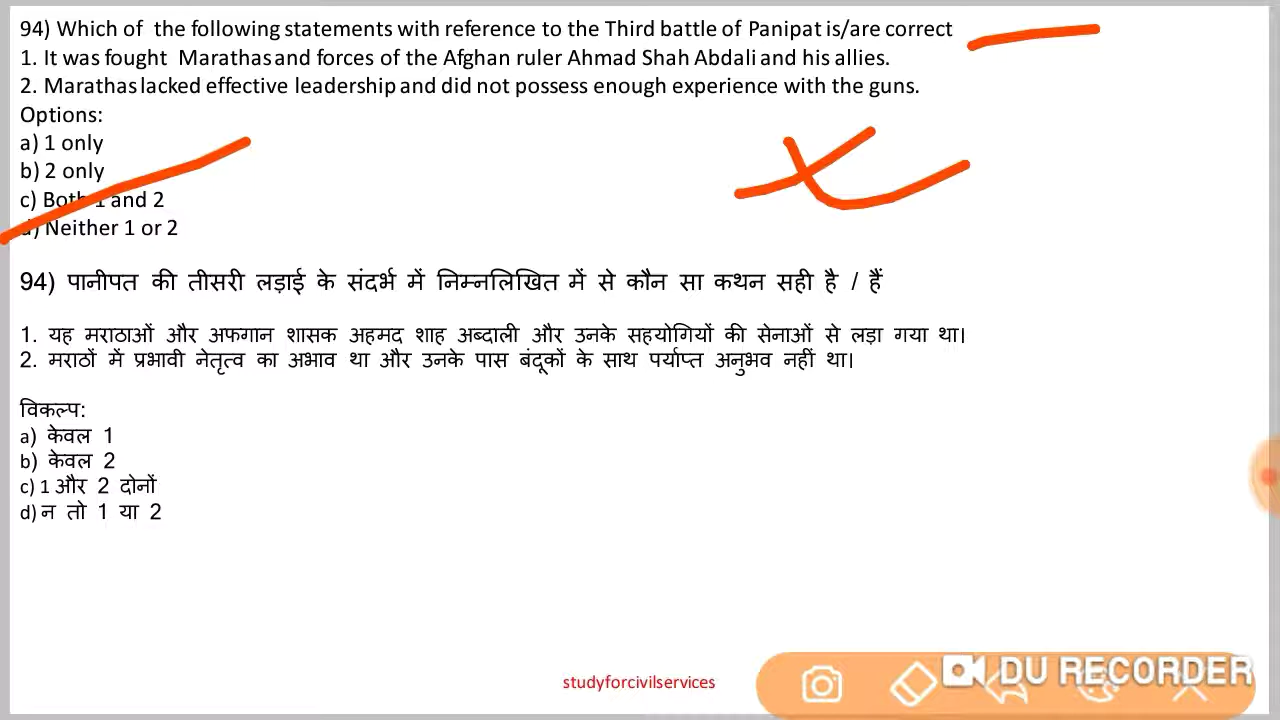 94) Which of the following statements with reference to the Third battle of Panipat is/are correct
1. It was fought Marathas and forces of the Afghan ruler Ahmad Shah Abdali and his allies.
2. Marathas lacked effective leadership and did not possess enough experience with the guns.
Options:
a) 1 only
b) 2 only
c) Both 1 and 2
d) Neither 1 or 2
94) पानीपत की तीसरी लड़ाई के संदर्भ में निम्नलिखित में से कौन सा कथन सही है / हैं
1. यह मराठाओं और अफगान शासक अहमद शाह अब्दाली और उनके सहयोगियों की सेनाओं से लड़ा गया था।
2. मराठों में प्रभावी नेतृत्व का अभाव था और उनके पास बंदूकों के साथ पर्याप्त अनुभव नहीं था।
विकल्प:
a) केवल 1
b) केवल 2
c) 1 और 2 दोनों
d) न तो 1 या 2
studyforcivilservices
DU RECORDER